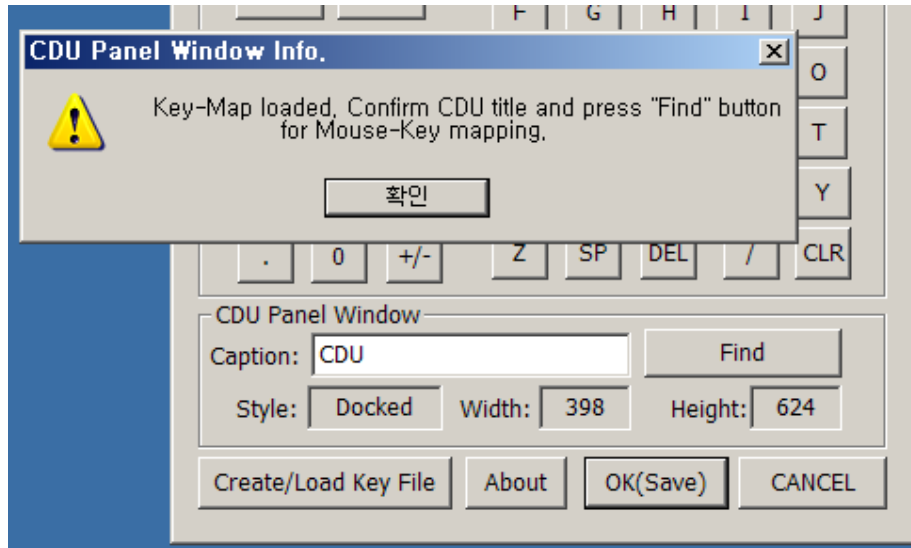 F G H I J
CDU Panel Window Info.
O
Key-Map loaded, Confirm CDU title and press "Find" button
for Mouse-Key mapping,
T
확인
Y
. 0 +/- Z SP DEL / CLR
CDU Panel Window
Caption: CDU Find
Style: Docked Width: 398 Height: 624
Create/Load Key File About OK(Save) CANCEL